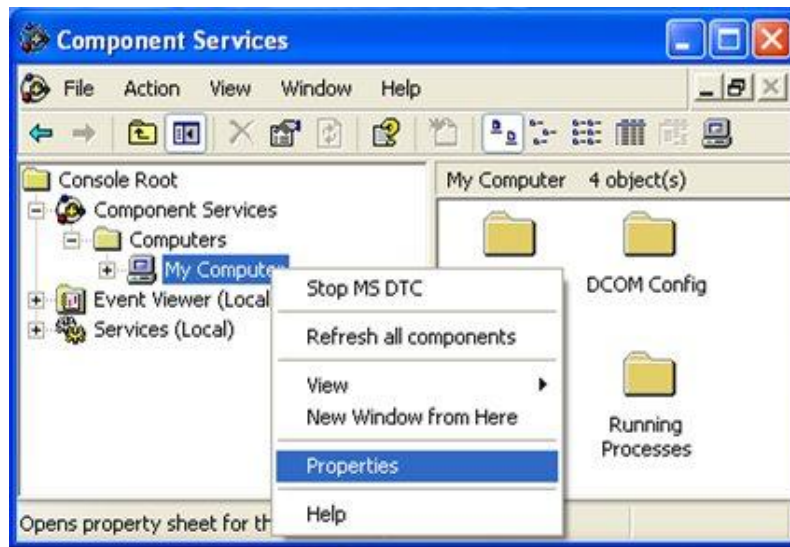 Component Services
File Action View Window Help
Console Root
Component Services
Computers
My Computer
Event Viewer (Local
Services (Local)
My Computer 4 object(s)
DCOM Config
Running
Processes
Stop MS DTC
Refresh all components
View
New Window from Here
Properties
Help
Opens property sheet for th